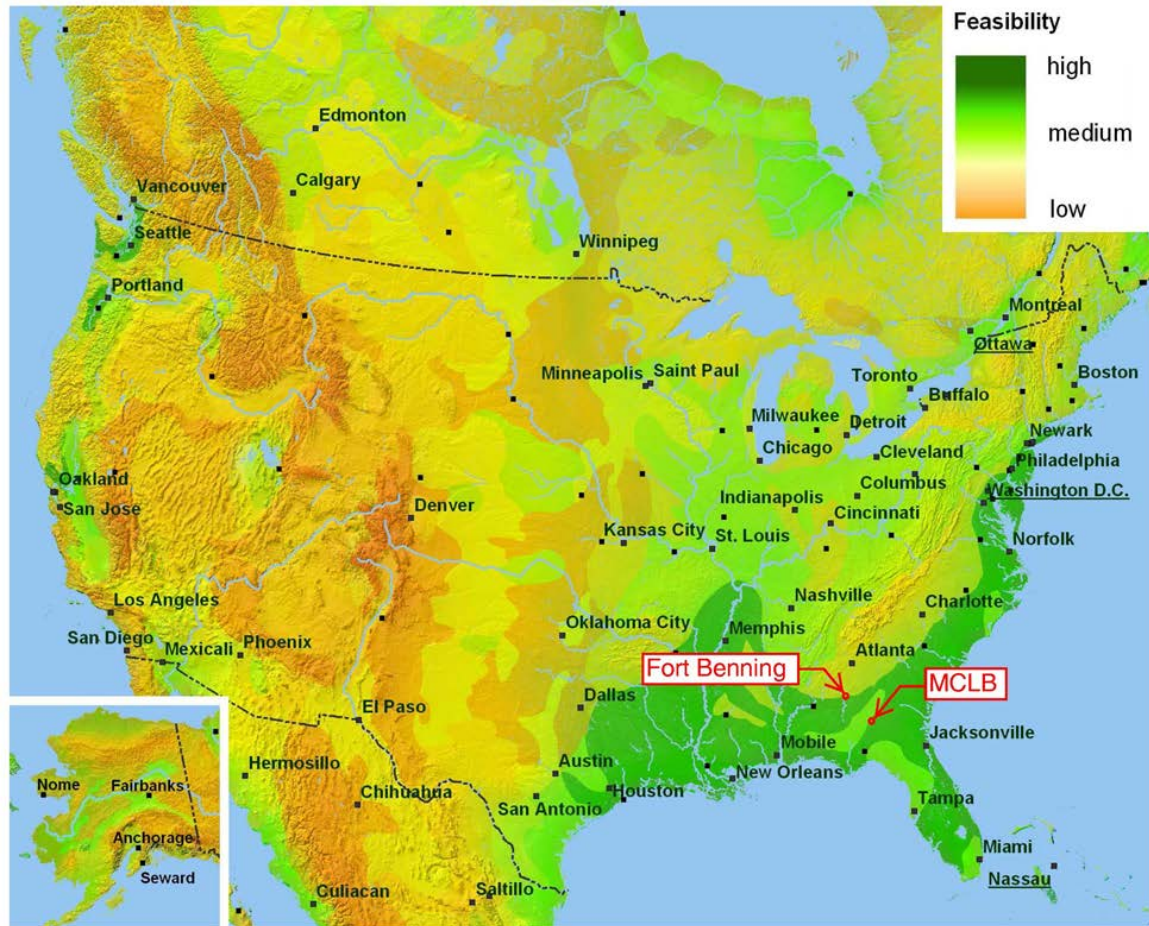 Feasibility
high
medium
low
Edmonton
Calgary
Vancouver
Seattle
Winnipeg
Portland
Montreal
Ottawa
Minneapolis
Saint Paul
Toronto
Boston
Buffalo
Milwaukee
Detroit
Newark
Chicago
Cleveland
Philadelphia
Oakland
Columbus
Washington D.C.
San Jose
Denver
Indianapolis
Cincinnati
Kansas City
St. Louis
Norfolk
Los Angeles
Nashville
Charlotte
San Diego
Mexicali
Phoenix
Oklahoma City
Memphis
Atlanta
Fort Benning
MCLB
El Paso
Dallas
Jacksonville
Mobile
Hermosillo
Austin
New Orleans
Nome
Fairbanks
Chihuahua
San Antonio
Houston
Tampa
Anchorage
Seward
Miami
Nassau
Culiacan
Saltillo